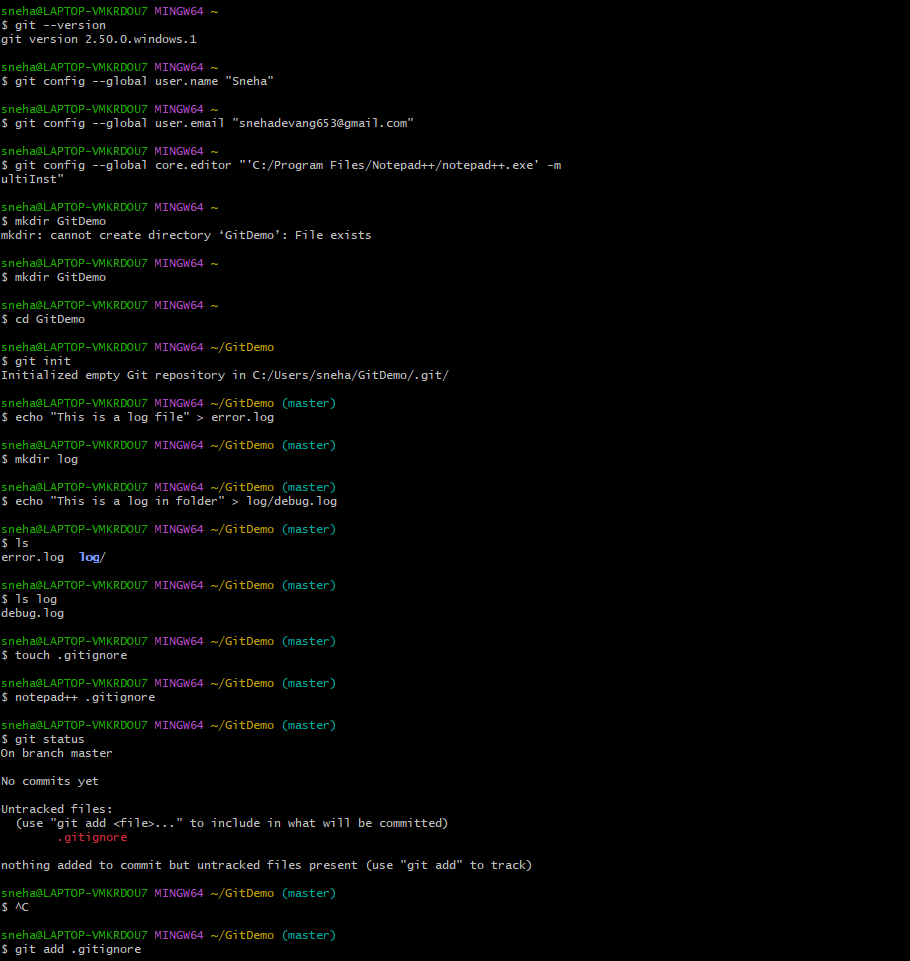 sneha@LAPTOP-VMKRDOU7 MINGW64 ~
$ git --version
git version 2.50.0.windows.1

sneha@LAPTOP-VMKRDOU7 MINGW64 ~
$ git config --global user.name "Sneha"

sneha@LAPTOP-VMKRDOU7 MINGW64 ~
$ git config --global user.email "snehadevang653@gmail.com"

sneha@LAPTOP-VMKRDOU7 MINGW64 ~
$ git config --global core.editor "'C:/Program Files/Notepad++/notepad++.exe' -m
ultiInst"

sneha@LAPTOP-VMKRDOU7 MINGW64 ~
$ mkdir GitDemo
mkdir: cannot create directory ‘GitDemo’: File exists

sneha@LAPTOP-VMKRDOU7 MINGW64 ~
$ mkdir GitDemo

sneha@LAPTOP-VMKRDOU7 MINGW64 ~
$ cd GitDemo

sneha@LAPTOP-VMKRDOU7 MINGW64 ~/GitDemo
$ git init
Initialized empty Git repository in C:/Users/sneha/GitDemo/.git/

sneha@LAPTOP-VMKRDOU7 MINGW64 ~/GitDemo (master)
$ echo "This is a log file" > error.log

sneha@LAPTOP-VMKRDOU7 MINGW64 ~/GitDemo (master)
$ mkdir log

sneha@LAPTOP-VMKRDOU7 MINGW64 ~/GitDemo (master)
$ echo "This is a log in folder" > log/debug.log

sneha@LAPTOP-VMKRDOU7 MINGW64 ~/GitDemo (master)
$ ls
error.log  log/

sneha@LAPTOP-VMKRDOU7 MINGW64 ~/GitDemo (master)
$ ls log
debug.log

sneha@LAPTOP-VMKRDOU7 MINGW64 ~/GitDemo (master)
$ touch .gitignore

sneha@LAPTOP-VMKRDOU7 MINGW64 ~/GitDemo (master)
$ notepad++ .gitignore

sneha@LAPTOP-VMKRDOU7 MINGW64 ~/GitDemo (master)
$ git status
On branch master

No commits yet

Untracked files:
  (use "git add <file>..." to include in what will be committed)
        .gitignore

nothing added to commit but untracked files present (use "git add" to track)

sneha@LAPTOP-VMKRDOU7 MINGW64 ~/GitDemo (master)
$ ^C

sneha@LAPTOP-VMKRDOU7 MINGW64 ~/GitDemo (master)
$ git add .gitignore